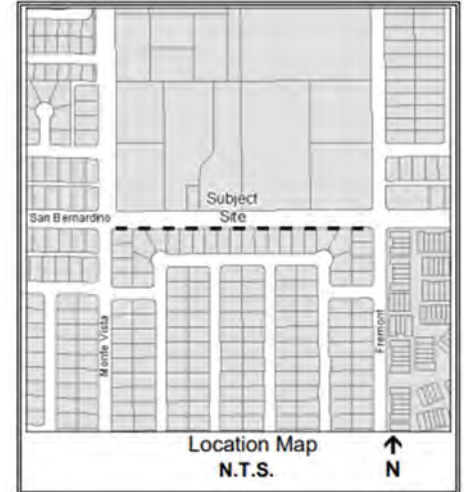 Subject
Site
San Bernardino
Monte Vista
Fremont
Location Map
N.T.S.
N